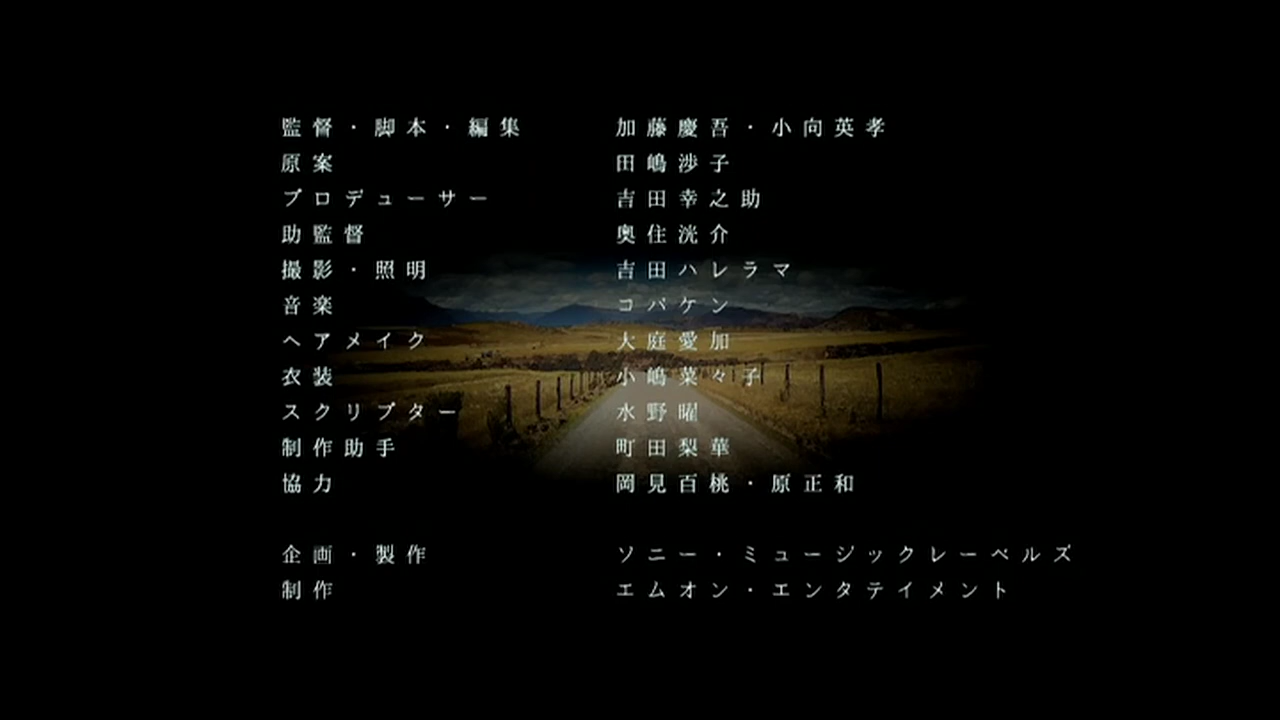 監督・脚本・編集 加藤慶吾・小向英孝
原案 田嶋渉子
プロデューサー 吉田幸之助
助監督 奥住洸介
撮影・照明 吉田ハレラマ
音楽 コバケン
ヘアメイク 大庭愛加
衣装 小嶋菜々子
スクリプター 水野曜
制作助手 町田梨華
協力 岡見百桃・原正和
企画・製作 ソニー・ミュージックレーベルズ
制作 エムオン・エンタテイメント